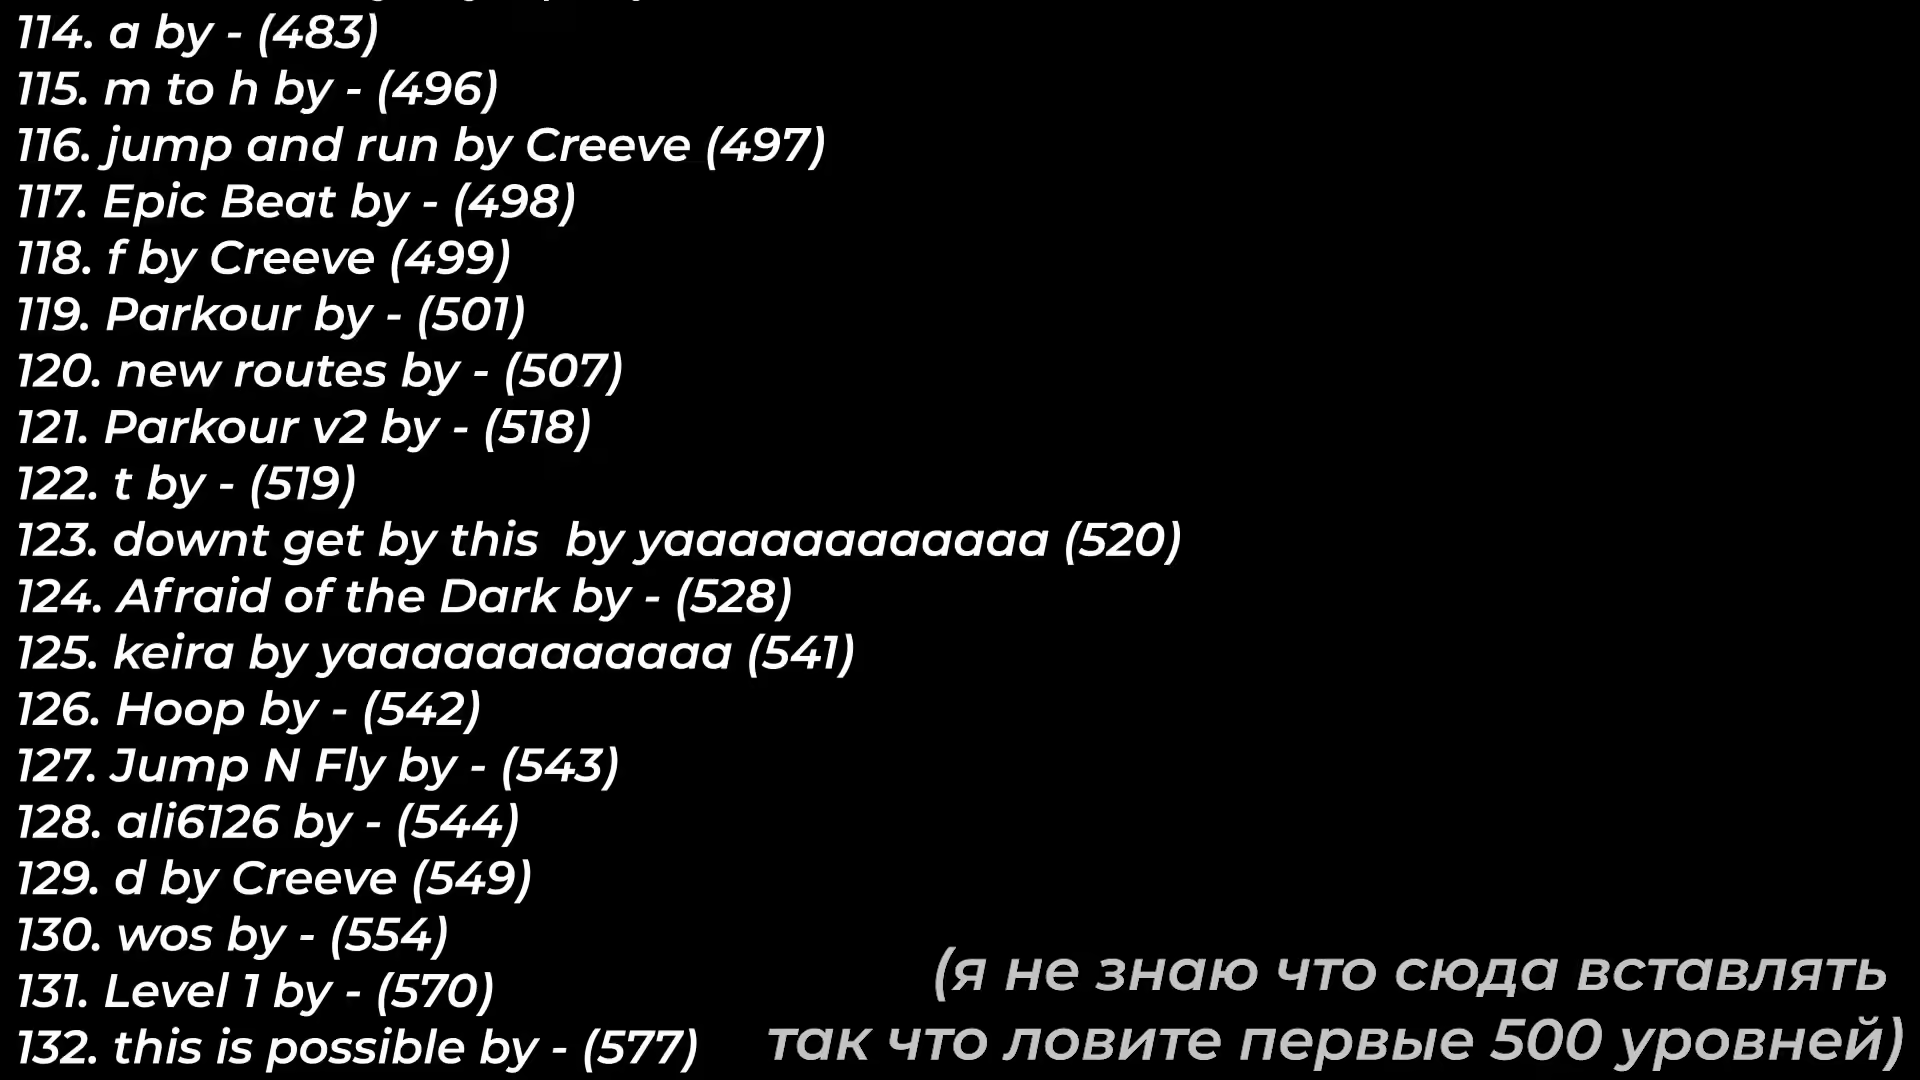 114. a by - (483)
115. m to h by - (496)
116. jump and run by Creeve (497)
117. Epic Beat by - (498)
118. f by Creeve (499)
119. Parkour by - (501)
120. new routes by - (507)
121. Parkour v2 by - (518)
122. t by - (519)
123. downt get by this  by yaaaaaaaaaaaaa (520)
124. Afraid of the Dark by - (528)
125. keira by yaaaaaaaaaaaaa (541)
126. Hoop by - (542)
127. Jump N Fly by - (543)
128. ali6126 by - (544)
129. d by Creeve (549)
130. wos by - (554)
131. Level 1 by - (570)
132. this is possible by - (577)
(я не знаю что сюда вставлять
так что ловите первые 500 уровней)